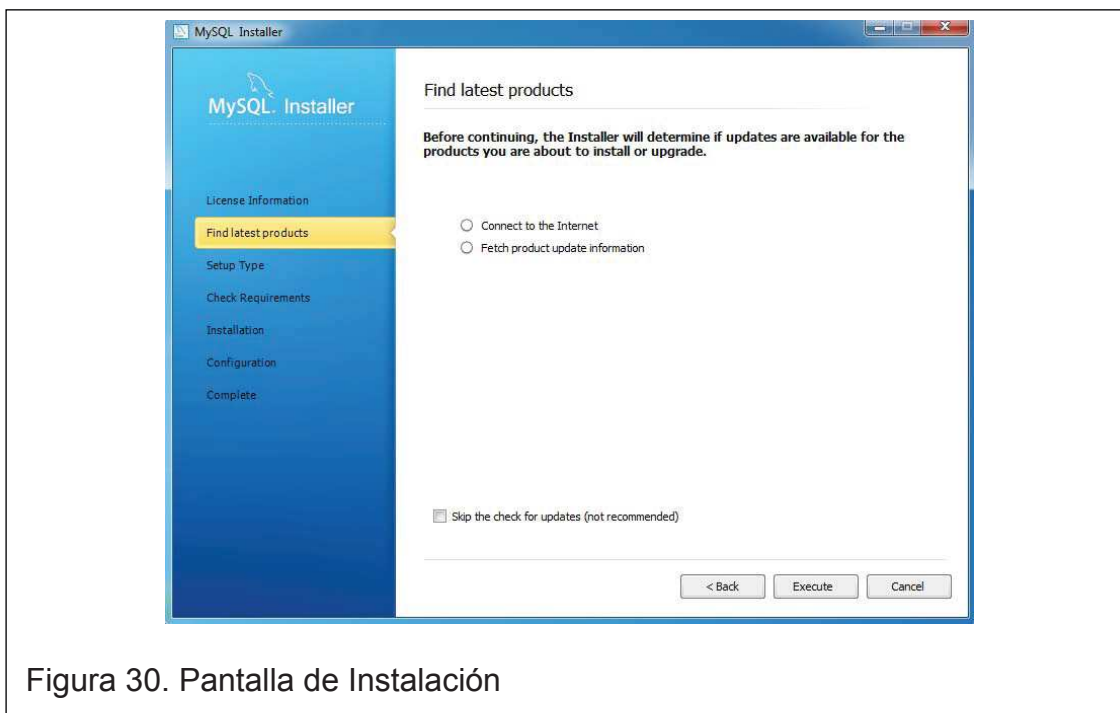 MySQL Installer
MySQL. Installer
License Information
Find latest products
Setup Type
Check Requirements
Installation
Configuration
Complete
Find latest products
Before continuing, the Installer will determine if updates are available for the
products you are about to install or upgrade.
Connect to the Internet
Fetch product update information
Skip the check for updates (not recommended)
< Back Execute Cancel
Figura 30. Pantalla de Instalación